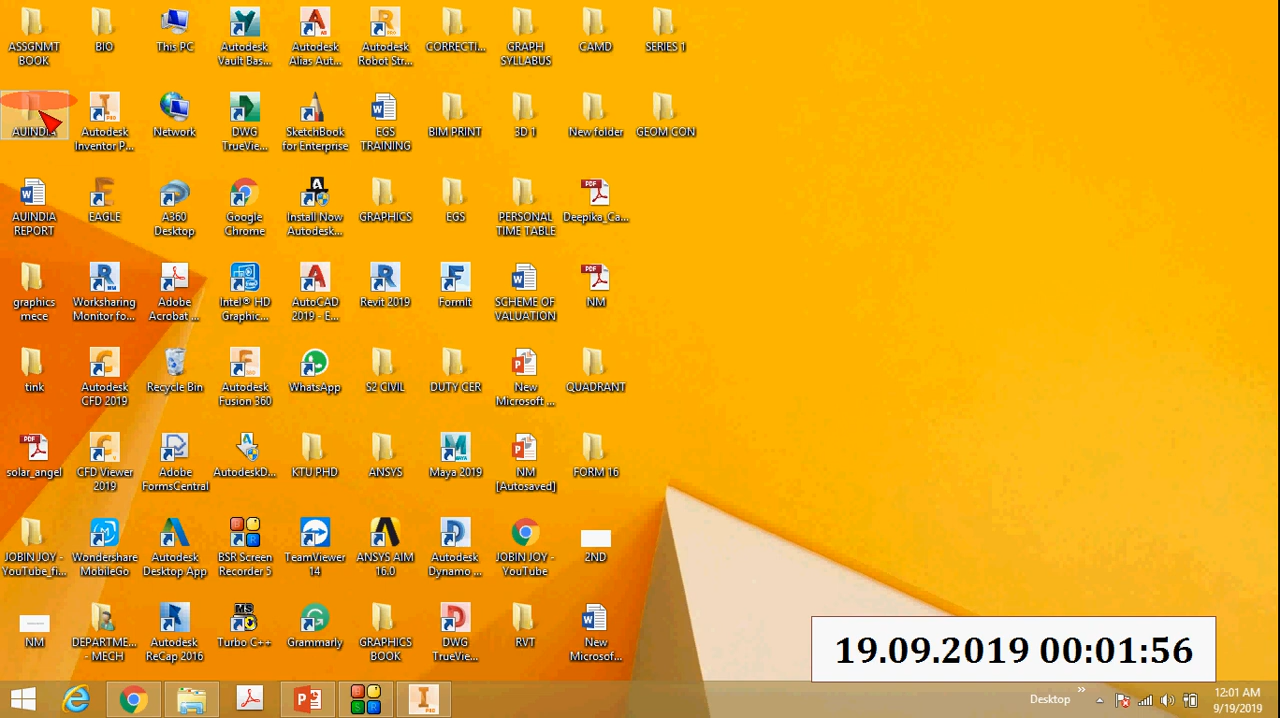 ASSGNMT
BOOK
BIO
This PC
Autodesk
Vault Bas...
Autodesk
Alias Aut...
Autodesk
Robot Str...
CORRECTI...
GRAPH
SYLLABUS
CAMD
SERIES 1
AUINDIA
Autodesk
Inventor P...
Network
DWG
TrueVie...
SketchBook
for Enterprise
EGS
TRAINING
BIM PRINT
3D 1
New folder
GEOM CON
AUINDIA
REPORT
EAGLE
A360
Desktop
Google
Chrome
Install Now
Autodesk...
GRAPHICS
EGS
PERSONAL
TIME TABLE
Deepika_Ca...
graphics
mece
Worksharing
Monitor fo...
Adobe
Acrobat ...
Intel® HD
Graphic...
AutoCAD
2019 - E...
Revit 2019
FormIt
SCHEME OF
VALUATION
NM
tink
Autodesk
CFD 2019
Recycle Bin
Autodesk
Fusion 360
WhatsApp
S2 CIVIL
DUTY CER
New
Microsoft ...
QUADRANT
solar_angel
CFD Viewer
2019
Adobe
FormsCentral
AutodeskD...
KTU PHD
ANSYS
Maya 2019
NM
[Autosaved]
FORM 16
JOBIN JOY -
YouTube_fi...
Wondershare
MobileGo
Autodesk
Desktop App
BSR Screen
Recorder 5
TeamViewer
14
ANSYS AIM
16.0
Autodesk
Dynamo ...
JOBIN JOY -
YouTube
2ND
NM
DEPARTME...
- MECH
Autodesk
ReCap 2016
Turbo C++
Grammarly
GRAPHICS
BOOK
DWG
TrueVie...
RVT
New
Microsof...
19.09.2019 00:01:56
Desktop
12:01 AM
9/19/2019